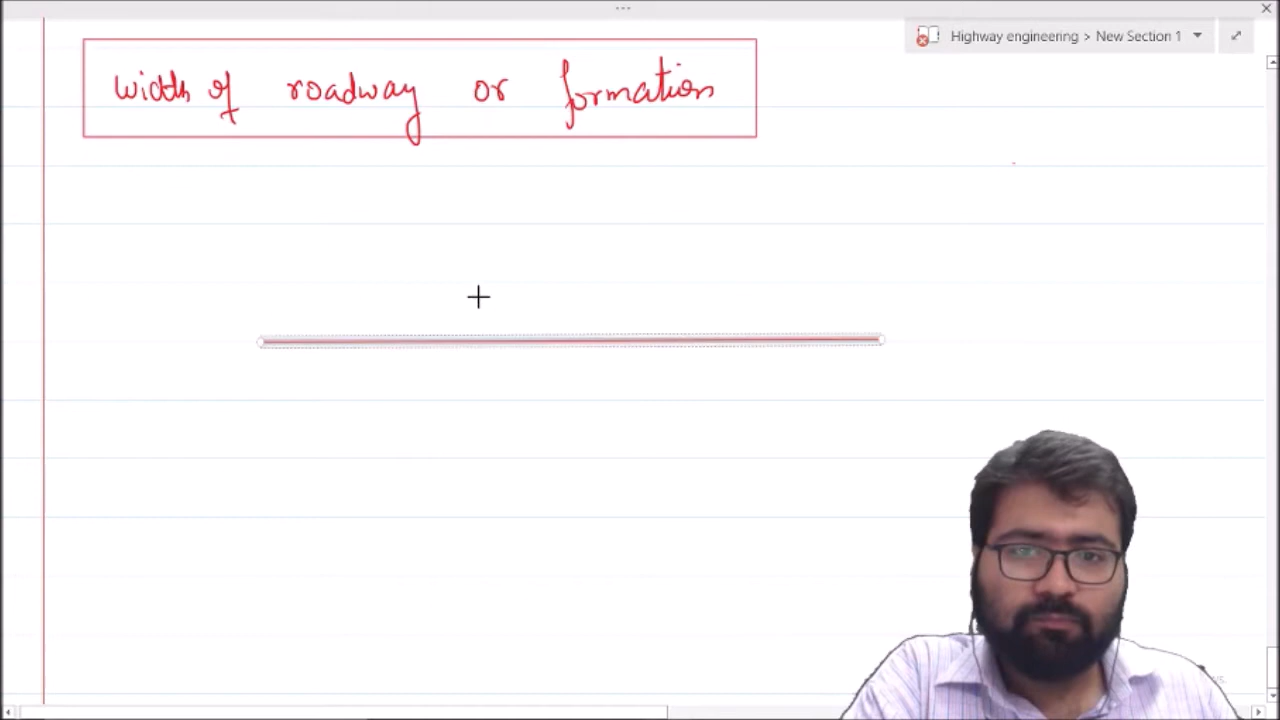 Highway engineering > New Section 1
width of roadway or formation